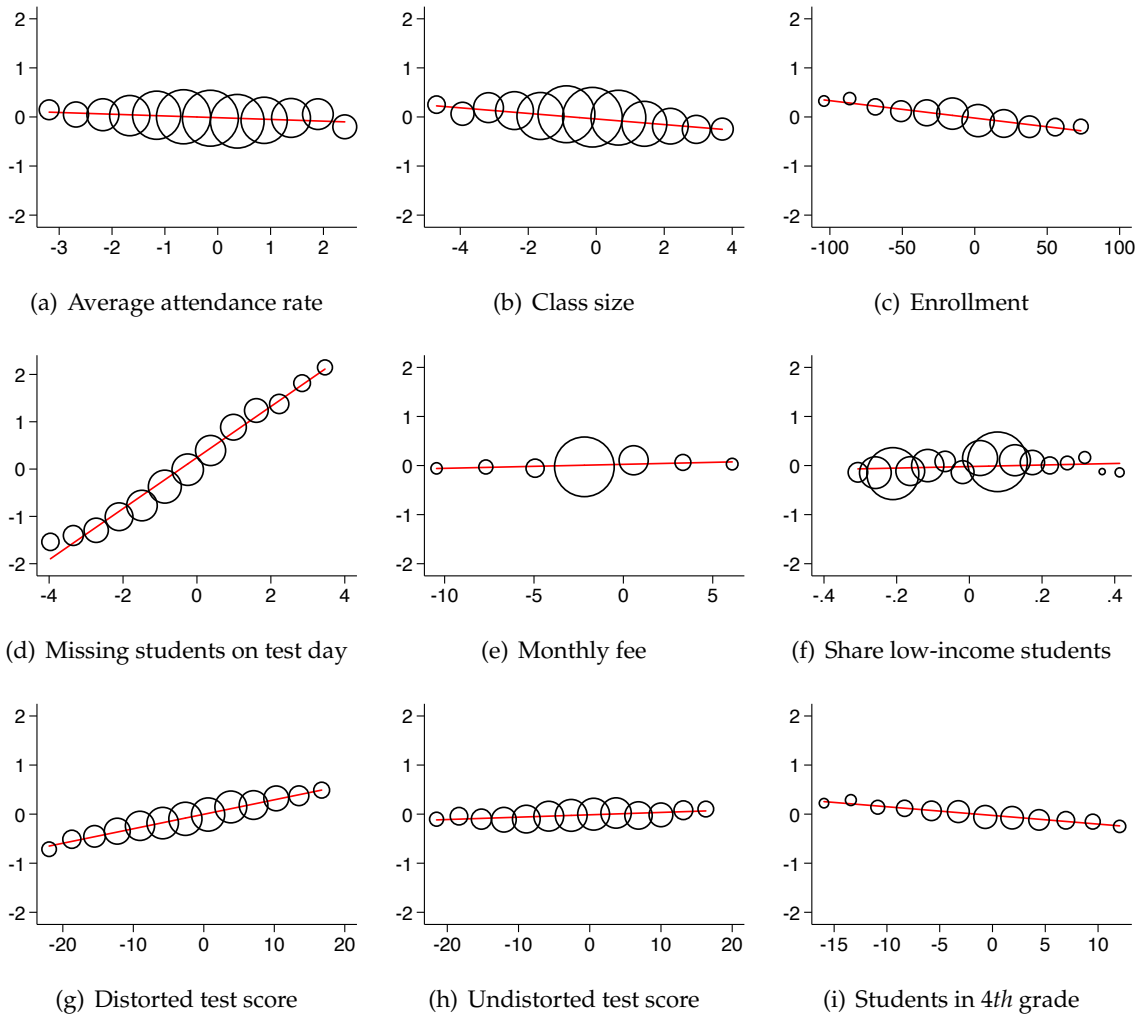 2
1
0
-1
-2
-3 -2 -1 0 1 2
(a) Average attendance rate
2
1
0
-1
-2
-4 -2 0 2 4
(b) Class size
2
1
0
-1
-2
-100 -50 0 50 100
(c) Enrollment
2
1
0
-1
-2
-4 -2 0 2 4
(d) Missing students on test day
2
1
0
-1
-2
-10 -5 0 5
(e) Monthly fee
2
1
0
-1
-2
-.4 -.2 0 .2 .4
(f) Share low-income students
2
1
0
-1
-2
-20 -10 0 10 20
(g) Distorted test score
2
1
0
-1
-2
-20 -10 0 10 20
(h) Undistorted test score
2
1
0
-1
-2
-15 -10 -5 0 5 10
(i) Students in 4th grade